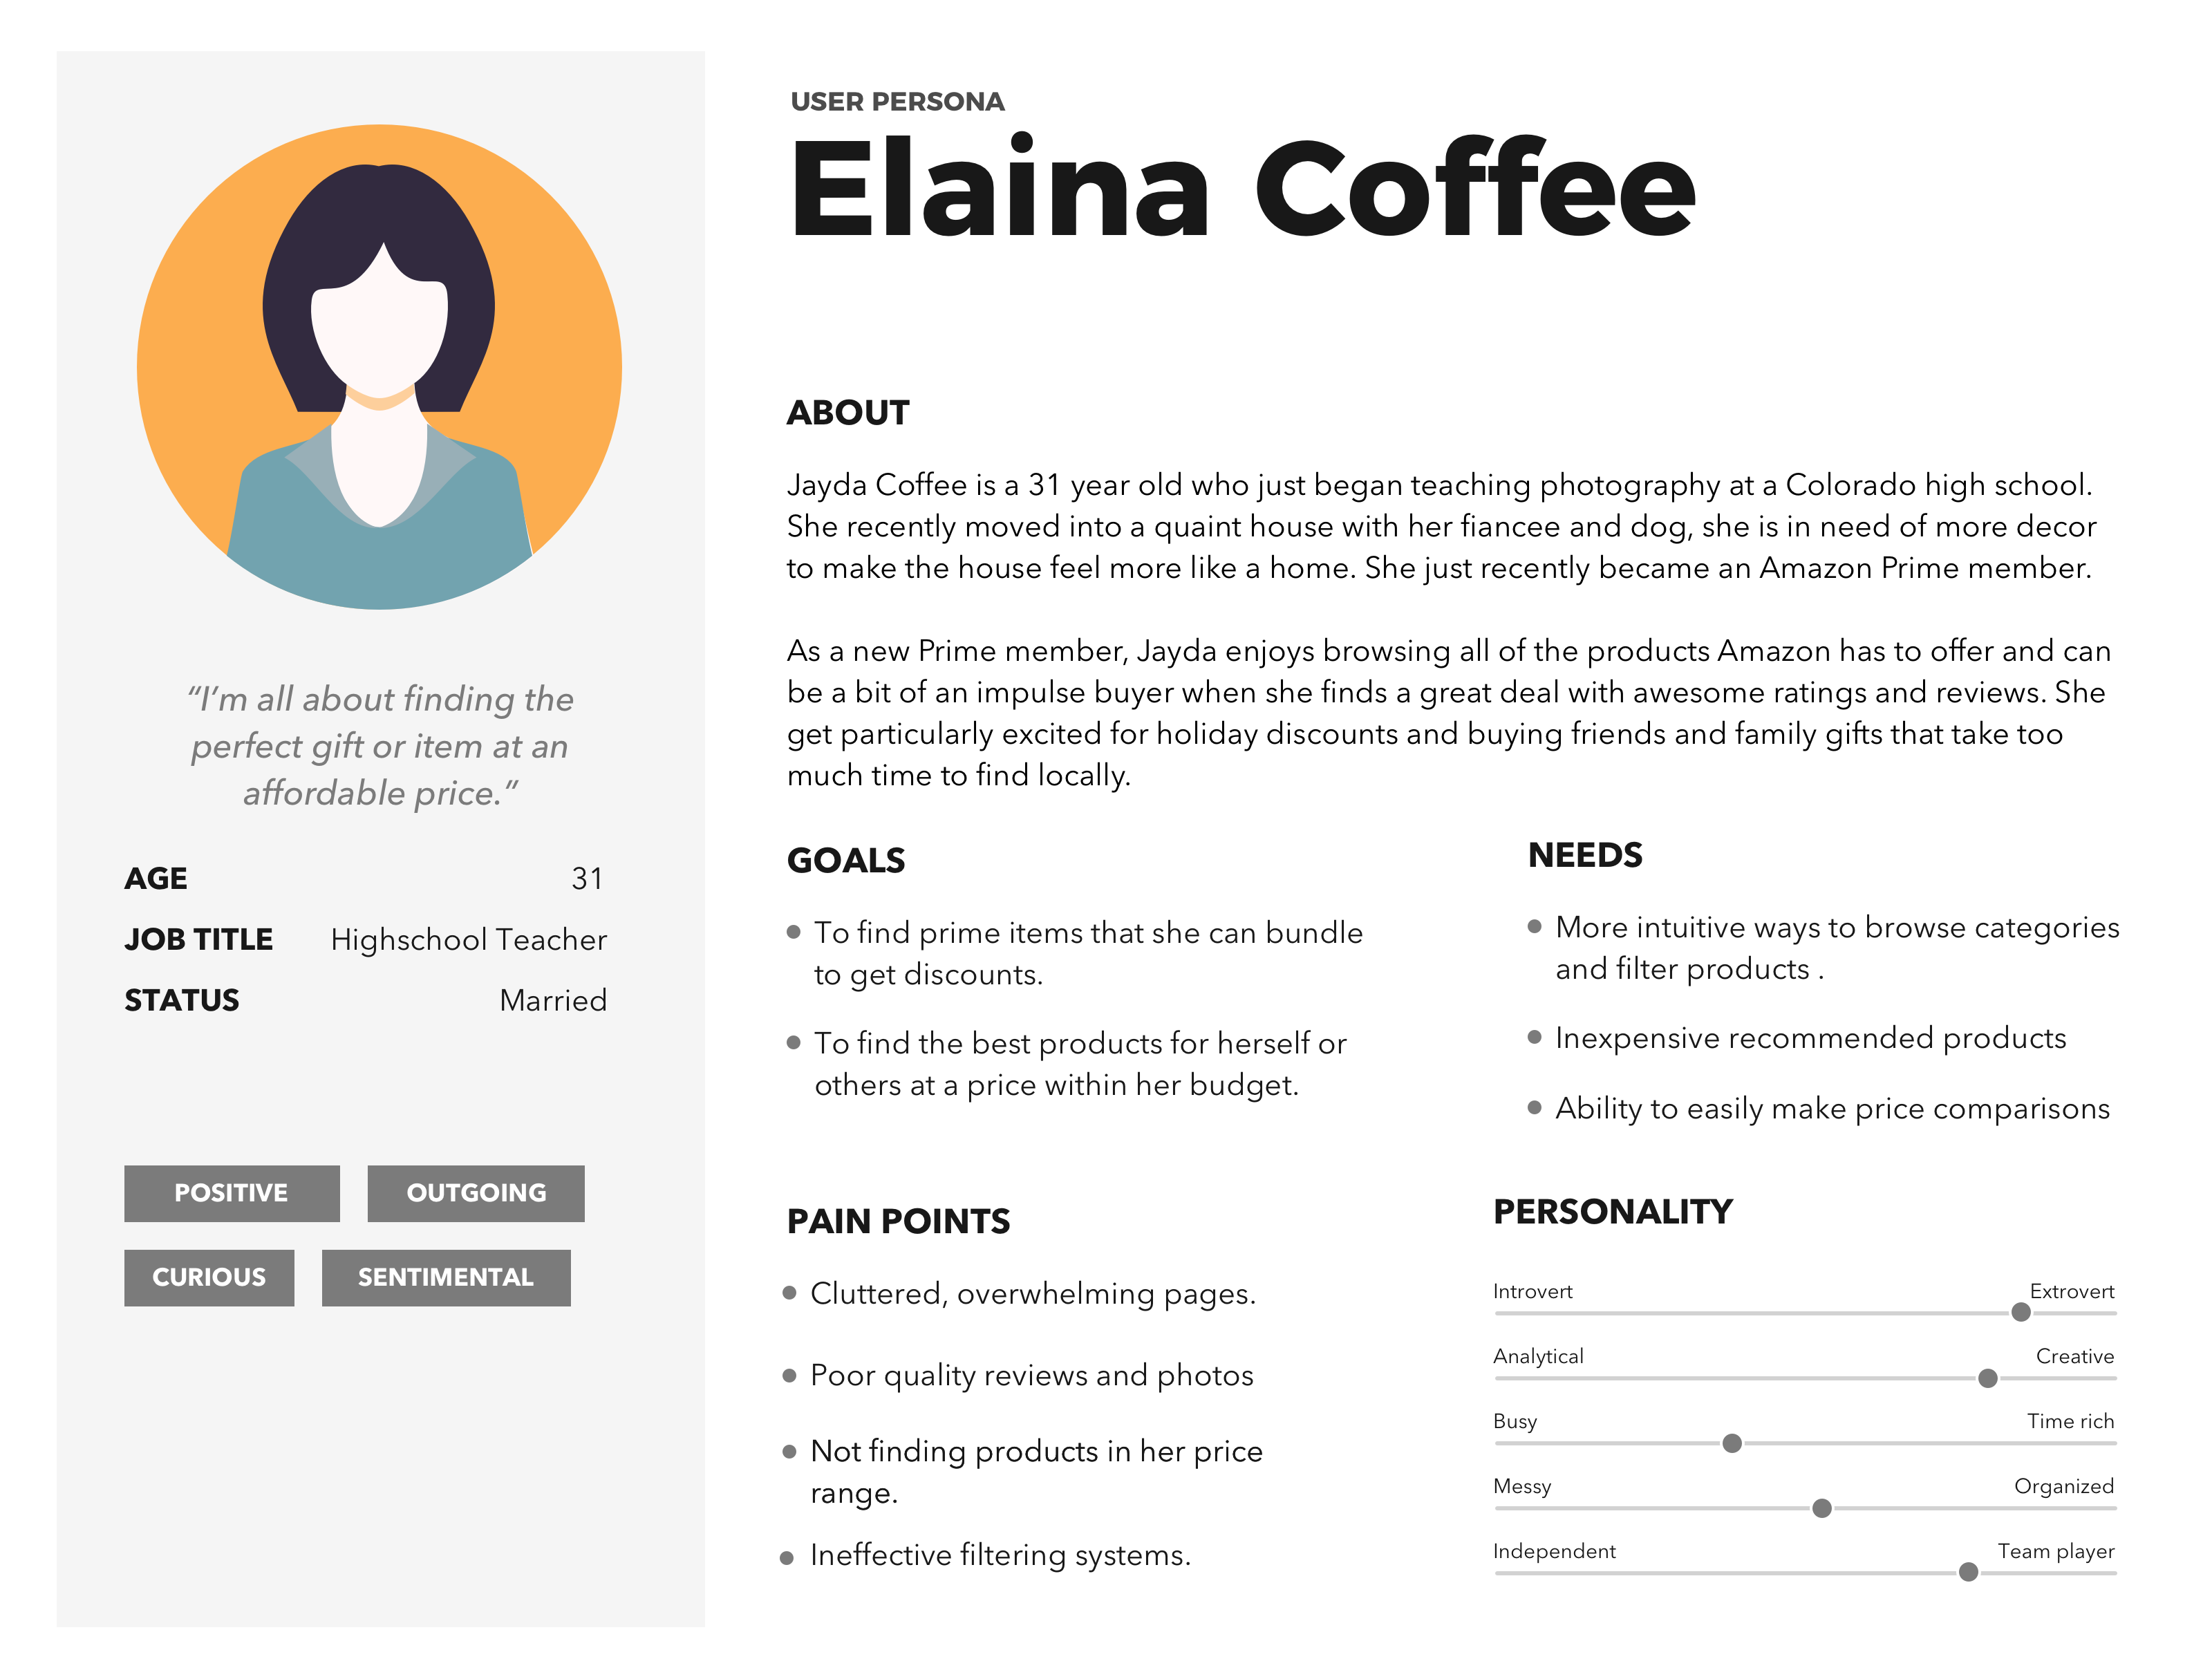 USER PERSONA
Elaina Coffee
“I’m all about finding the
perfect gift or item at an
affordable price.”
AGE 31
JOB TITLE Highschool Teacher
STATUS Married
POSITIVE OUTGOING
CURIOUS SENTIMENTAL
ABOUT
Jayda Coffee is a 31 year old who just began teaching photography at a Colorado high school.
She recently moved into a quaint house with her fiancee and dog, she is in need of more decor
to make the house feel more like a home. She just recently became an Amazon Prime member.
As a new Prime member, Jayda enjoys browsing all of the products Amazon has to offer and can
be a bit of an impulse buyer when she finds a great deal with awesome ratings and reviews. She
get particularly excited for holiday discounts and buying friends and family gifts that take too
much time to find locally.
GOALS
• To find prime items that she can bundle
to get discounts.
• To find the best products for herself or
others at a price within her budget.
NEEDS
• More intuitive ways to browse categories
and filter products .
• Inexpensive recommended products
• Ability to easily make price comparisons
PAIN POINTS
• Cluttered, overwhelming pages.
• Poor quality reviews and photos
• Not finding products in her price
range.
• Ineffective filtering systems.
PERSONALITY
Introvert Extrovert
Analytical Creative
Busy Time rich
Messy Organized
Independent Team player